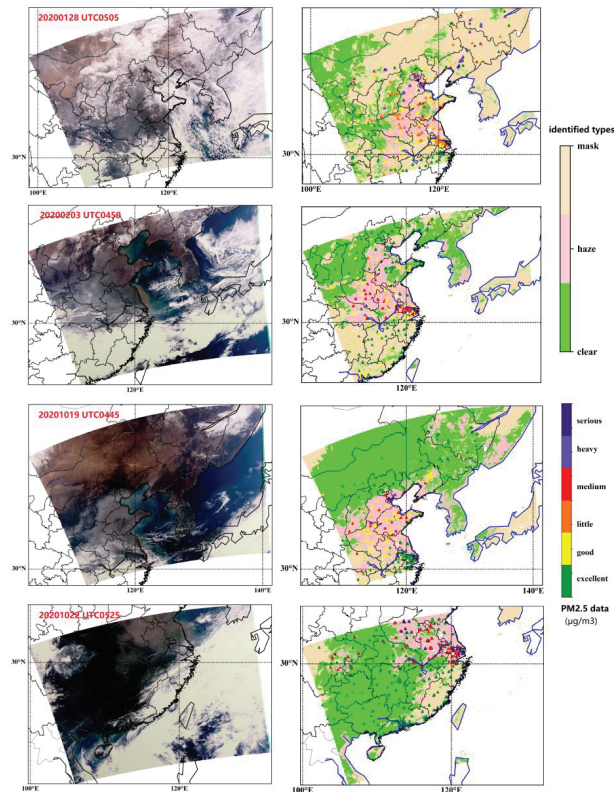 20200128 UTC0505
30°N
30°N
100°E
120°E
100°E
120°E
identified types
mask
haze
clear
20200203 UTC0450
30°N
30°N
120°E
120°E
20201019 UTC0445
30°N
30°N
120°E
140°E
120°E
140°E
serious
heavy
medium
little
good
excellent
PM2.5 data
(μg/m3)
20201022 UTC0525
30°N
30°N
120°E
120°E